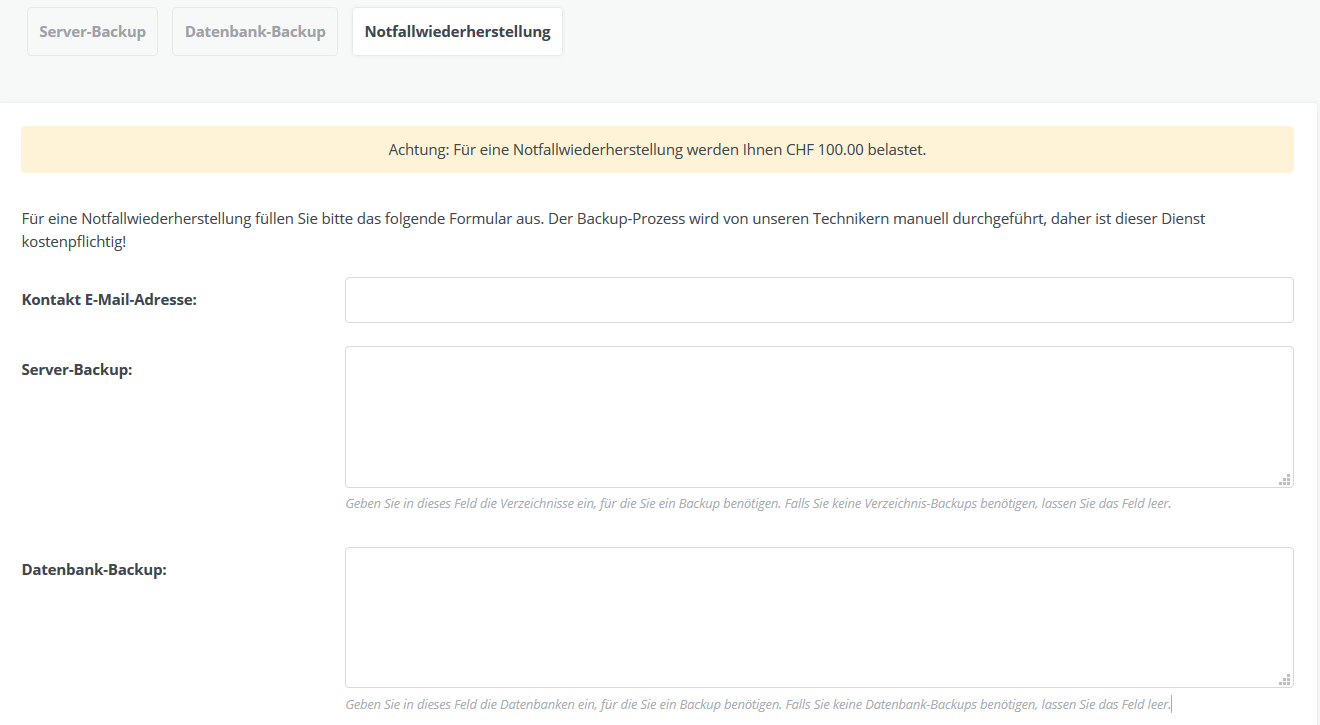 Server-Backup Datenbank-Backup Notfallwiederherstellung
Achtung: Für eine Notfallwiederherstellung werden Ihnen CHF 100.00 belastet.
Für eine Notfallwiederherstellung füllen Sie bitte das folgende Formular aus. Der Backup-Prozess wird von unseren Technikern manuell durchgeführt, daher ist dieser Dienst
kostenpflichtig!
Kontakt E-Mail-Adresse:
Server-Backup:
Geben Sie in dieses Feld die Verzeichnisse ein, für die Sie ein Backup benötigen. Falls Sie keine Verzeichnis-Backups benötigen, lassen Sie das Feld leer.
Datenbank-Backup:
Geben Sie in dieses Feld die Datenbanken ein, für die Sie ein Backup benötigen. Falls Sie keine Datenbank-Backups benötigen, lassen Sie das Feld leer.